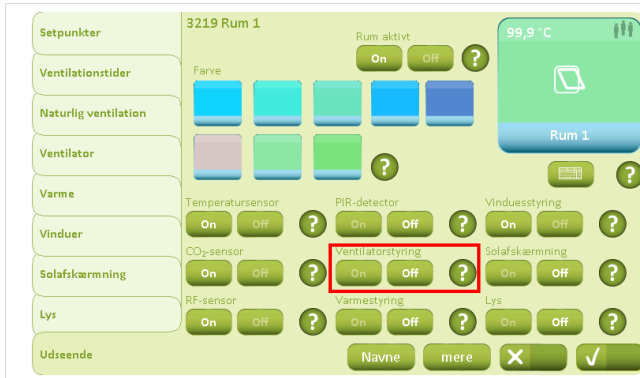 Setpunkter
Ventilationstider
Naturlig ventilation
Ventilator
Varme
Vinduer
Solafskærmning
Lys
Udseende
3219 Rum 1
Rum aktivt
On Off ?
Farve
?
99,9 °C
Rum 1
?
Temperatursensor PIR-detector Vinduesstyring
On Off ? On Off ? On Off ?
CO₂-sensor Ventilatorstyring Solafskærmning
On Off ? On Off ? On Off ?
RF-sensor Varmestyring Lys
On Off ? On Off ? On Off ?
Navne mere